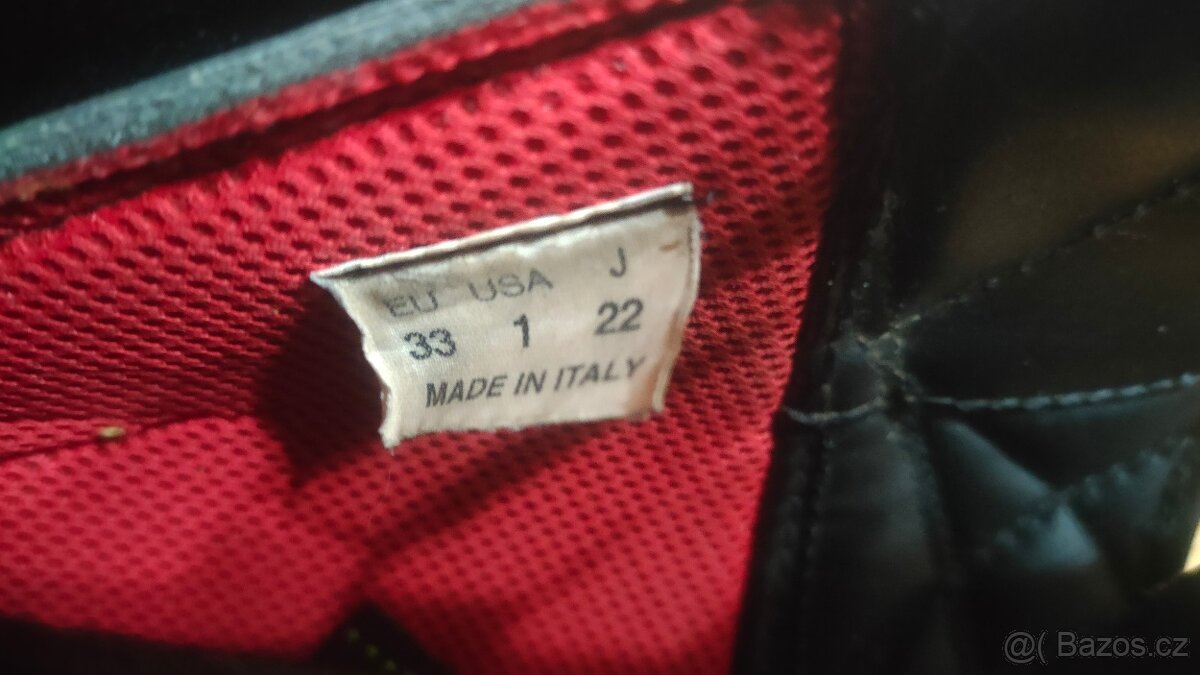 EU USA J
33 1 22
MADE IN ITALY
@( Bazos.cz